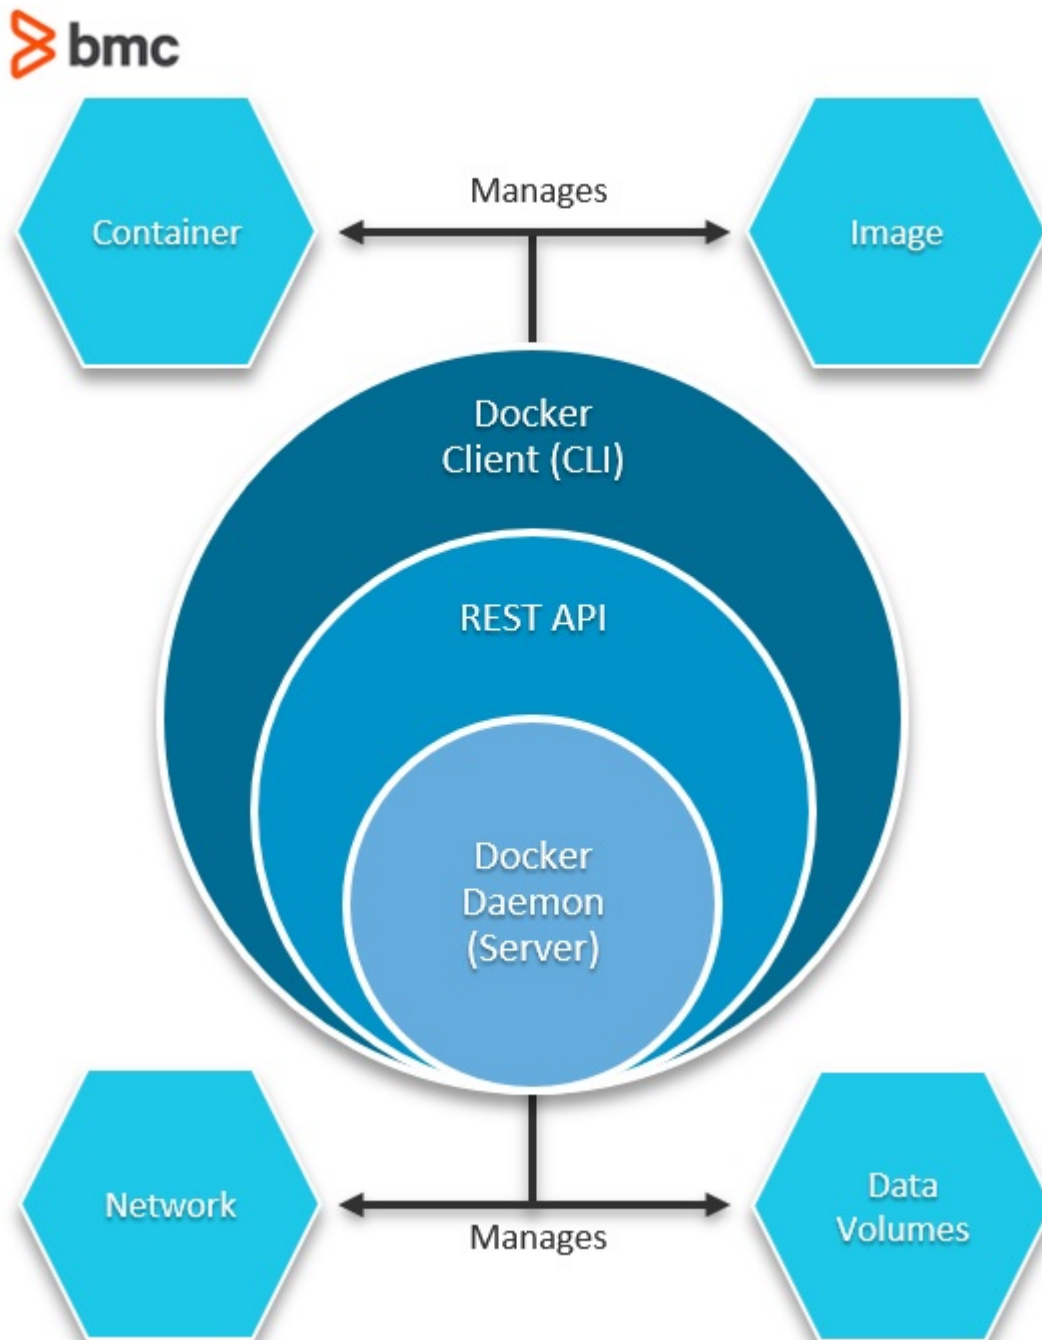 bmc
Manages
Container
Image
Docker
Client (CLI)
REST API
Docker
Daemon
(Server)
Network
Data
Volumes
Manages